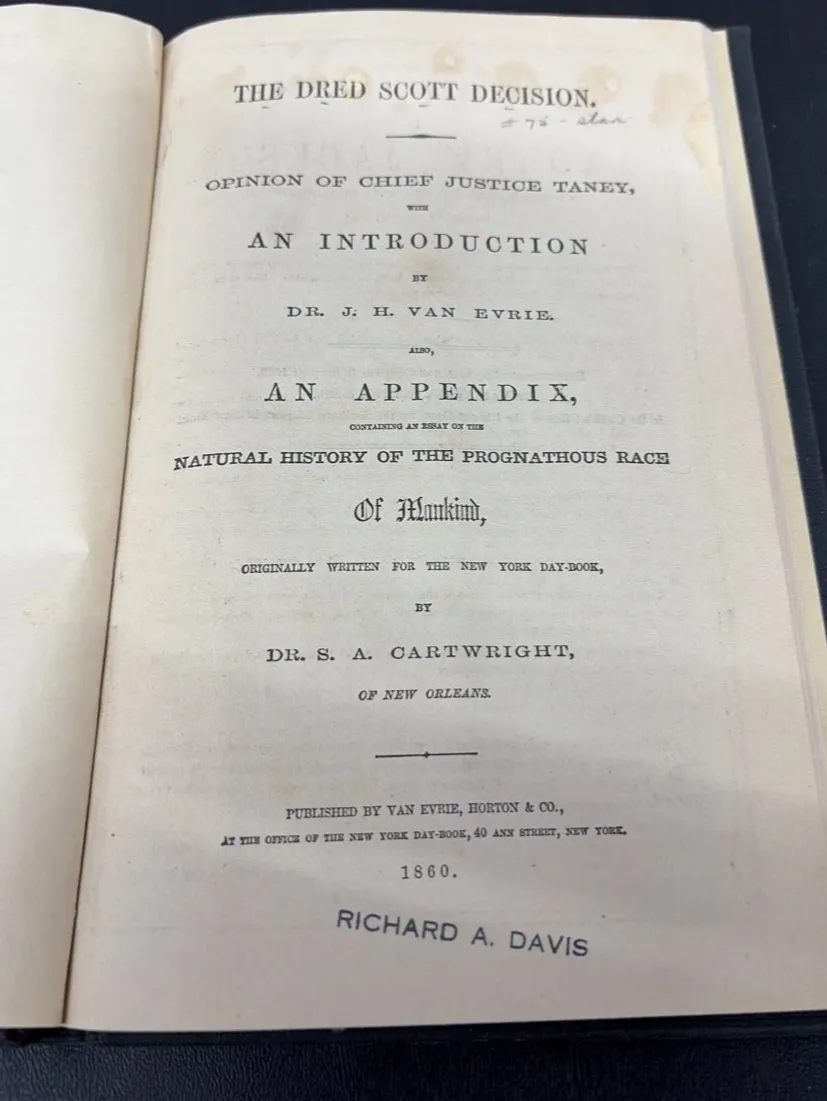 THE DRED SCOTT DECISION.
OPINION OF CHIEF JUSTICE TANEY,
WITH
AN INTRODUCTION
BY
DR. J. H. VAN EVRIE.
ALSO,
AN APPENDIX,
CONTAINING AN ESSAY ON THE
NATURAL HISTORY OF THE PROGNATHOUS RACE
Of Mankind,
ORIGINALLY WRITTEN FOR THE NEW YORK DAY-BOOK,
BY
DR. S. A. CARTWRIGHT,
OF NEW ORLEANS.
PUBLISHED BY VAN EVRIE, HORTON & CO.,
AT THE OFFICE OF THE NEW YORK DAY-BOOK, 40 ANN STREET, NEW YORK.
1860.
RICHARD A. DAVIS